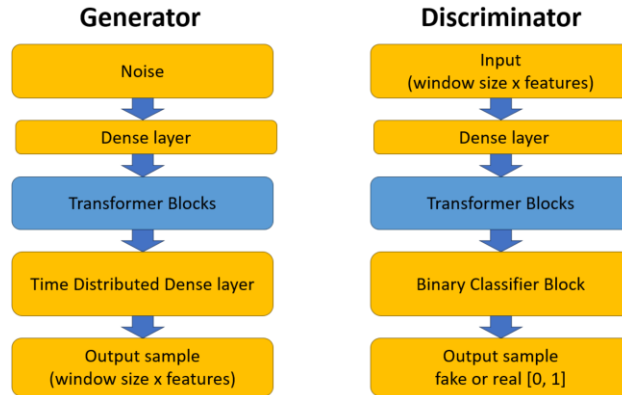 Generator
Noise
Dense layer
Transformer Blocks
Time Distributed Dense layer
Output sample
(window size x features)
Discriminator
Input
(window size x features)
Dense layer
Transformer Blocks
Binary Classifier Block
Output sample
fake or real [0, 1]